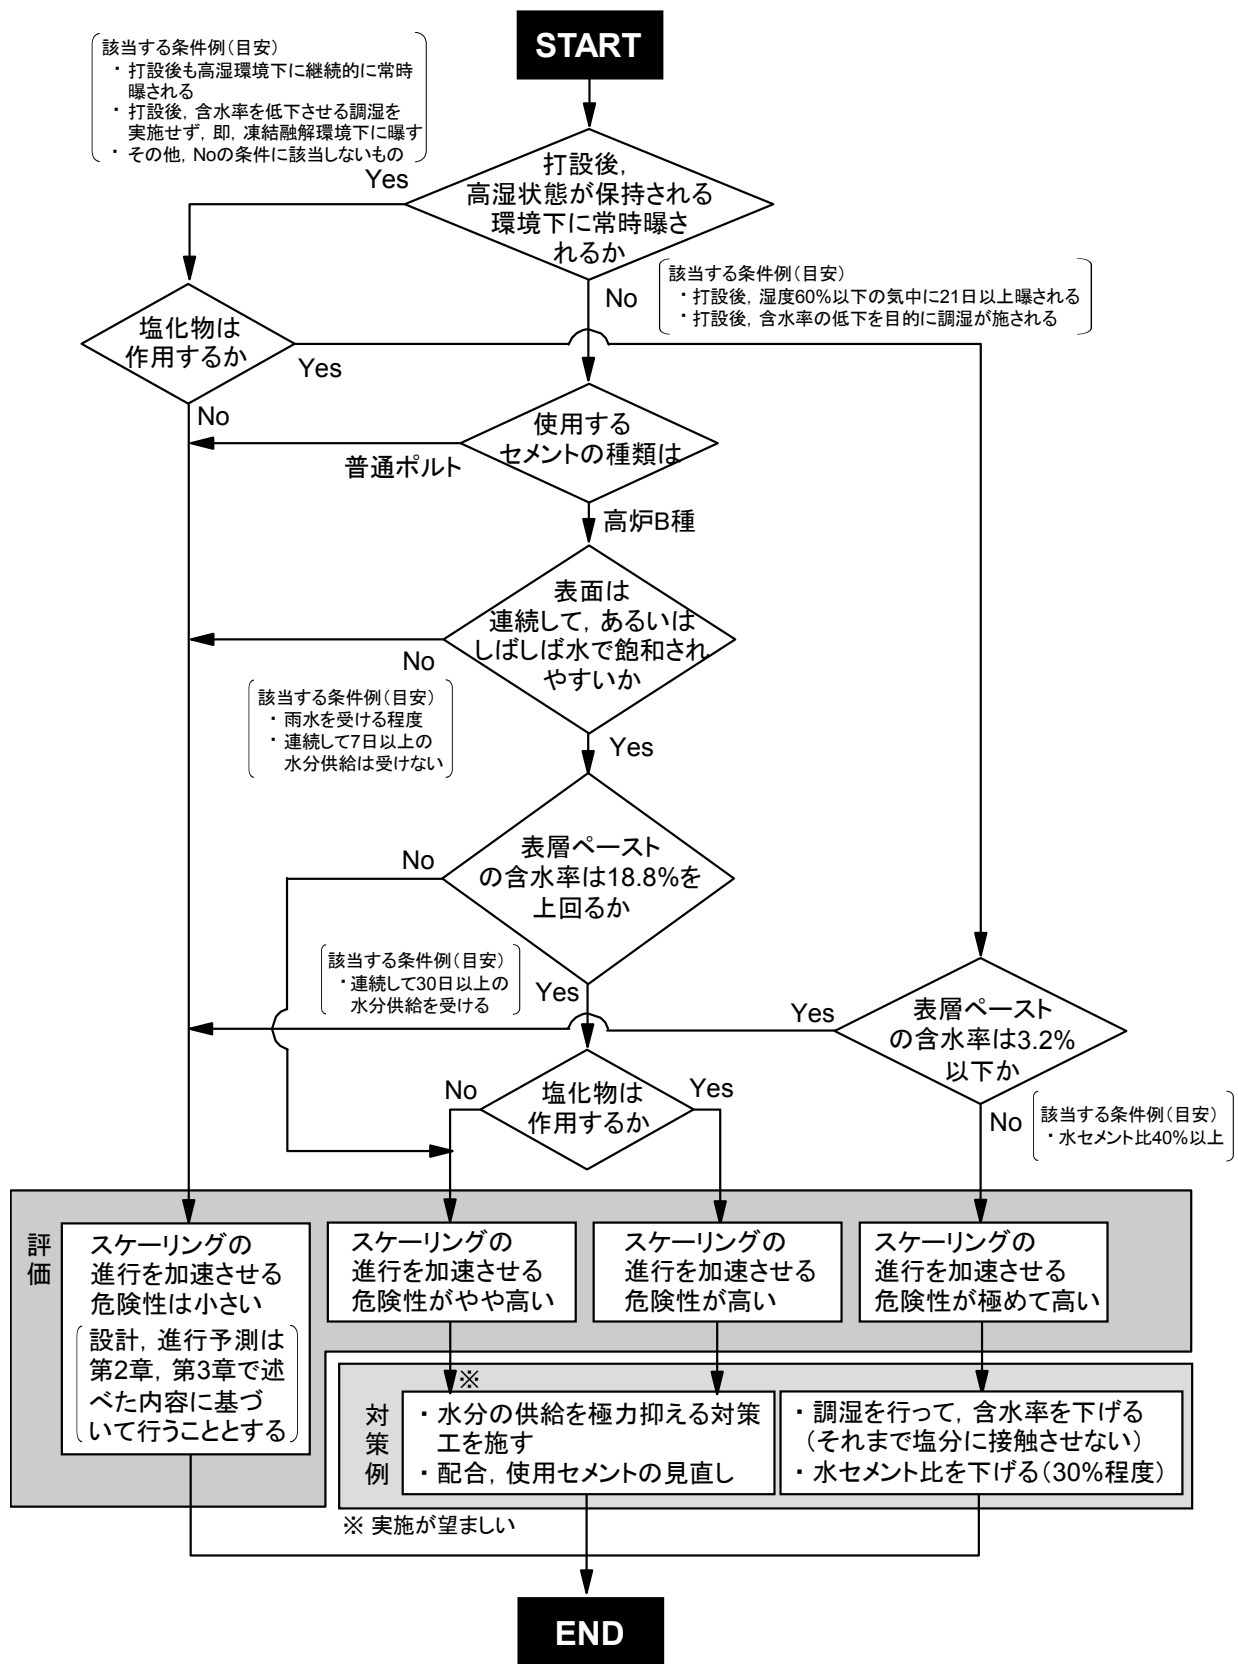 START
該当する条件例（目安）
・打設後も高湿環境下に継続的に常時
曝される
・打設後，含水率を低下させる調湿を
実施せず，即，凍結融解環境下に曝す
・その他，Noの条件に該当しないもの
打設後，
高湿状態が保持される
環境下に常時曝さ
れるか
Yes
No
該当する条件例（目安）
・打設後，湿度60%以下の気中に21日以上曝される
・打設後，含水率の低下を目的に調湿が施される
塩化物は
作用するか
Yes
No
使用する
セメントの種類は
普通ポルト
高炉B種
表面は
連続して，あるいは
しばしば水で飽和され
やすいか
No
該当する条件例（目安）
・雨水を受ける程度
・連続して7日以上の
水分供給は受けない
Yes
表層ペースト
の含水率は18.8%を
上回るか
No
該当する条件例（目安）
・連続して30日以上の
水分供給を受ける
Yes
表層ペースト
の含水率は3.2%
以下か
Yes
No
該当する条件例（目安）
・水セメント比40%以上
塩化物は
作用するか
No
Yes
評価
スケーリングの
進行を加速させる
危険性は小さい
設計，進行予測は
第2章，第3章で述
べた内容に基づ
いて行うこととする
スケーリングの
進行を加速させる
危険性がやや高い
スケーリングの
進行を加速させる
危険性が高い
スケーリングの
進行を加速させる
危険性が極めて高い
対策例
※
・水分の供給を極力抑える対策
工を施す
・配合，使用セメントの見直し
・調湿を行って，含水率を下げる
（それまで塩分に接触させない）
・水セメント比を下げる（30%程度）
※ 実施が望ましい
END